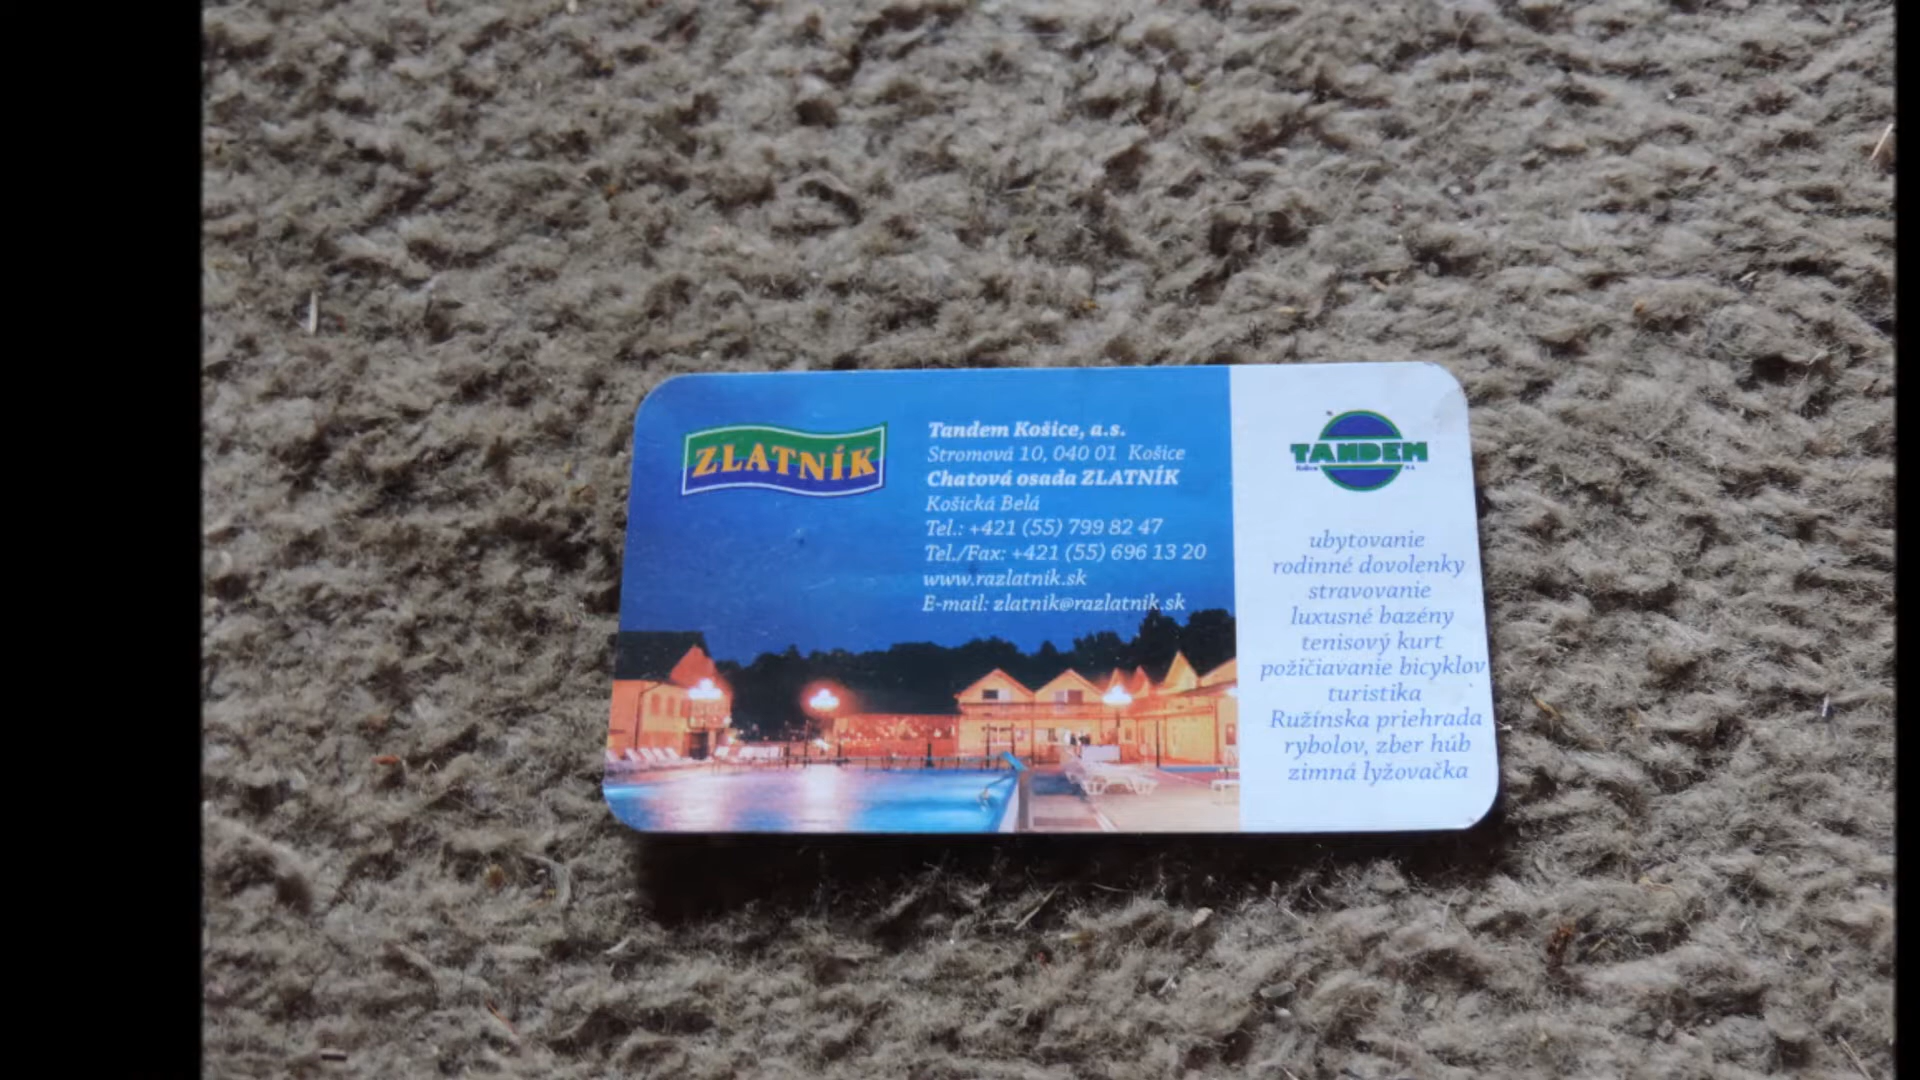 ZLATNÍK
Tandem Košice, a.s.
Stromová 10, 040 01 Košice
Chatová osada ZLATNÍK
Košická Belá
Tel.: +421 (55) 799 82 47
Tel./Fax: +421 (55) 696 13 20
www.razlatnik.sk
E-mail: zlatnik@razlatnik.sk
TANDEM
Košice a.s.
ubytovanie
rodinné dovolenky
stravovanie
luxusné bazény
tenisový kurt
požičiavanie bicyklov
turistika
Ružínska priehrada
rybolov, zber húb
zimná lyžovačka